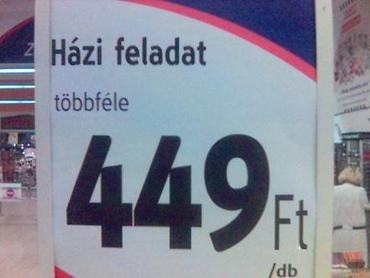 Házi feladat
többféle
449 Ft
/db